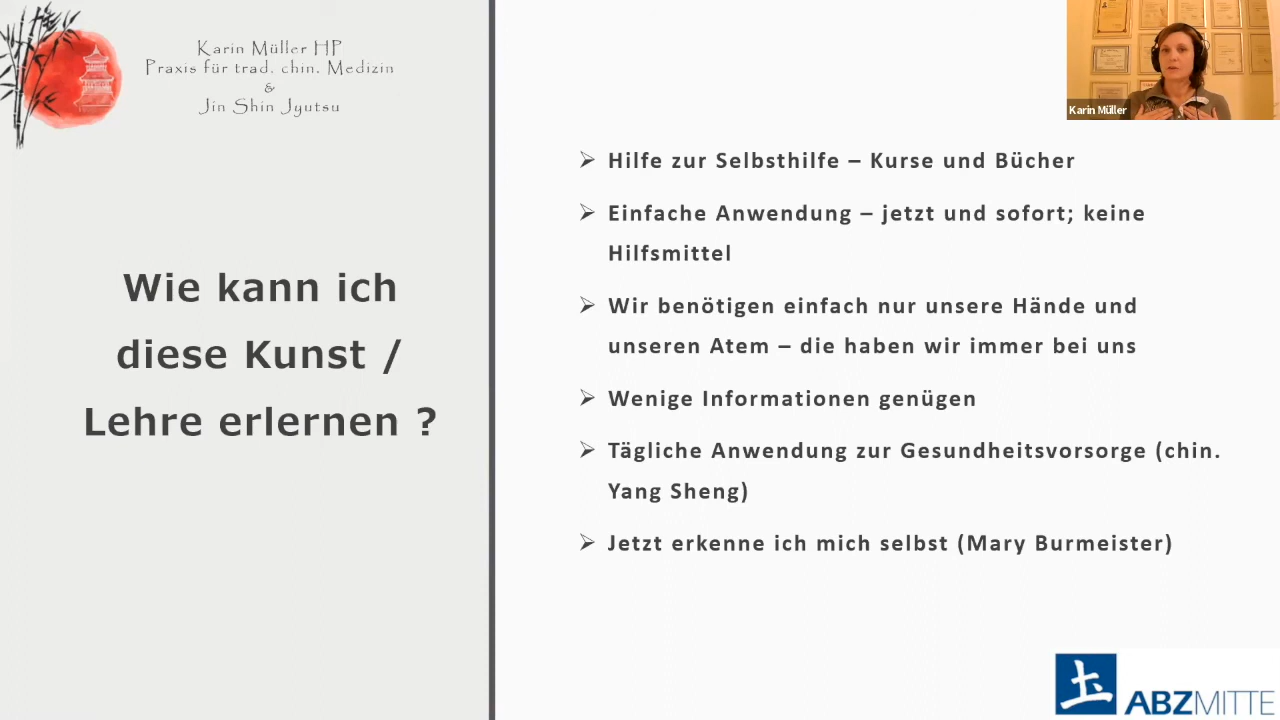 Karin Müller HP
Praxis für trad. chin. Medizin
&
Jin Shin Jyutsu
Wie kann ich
diese Kunst /
Lehre erlernen ?
Karin Müller
➢ Hilfe zur Selbsthilfe – Kurse und Bücher
➢ Einfache Anwendung – jetzt und sofort; keine
Hilfsmittel
➢ Wir benötigen einfach nur unsere Hände und
unseren Atem – die haben wir immer bei uns
➢ Wenige Informationen genügen
➢ Tägliche Anwendung zur Gesundheitsvorsorge (chin.
Yang Sheng)
➢ Jetzt erkenne ich mich selbst (Mary Burmeister)
ABZMITTE